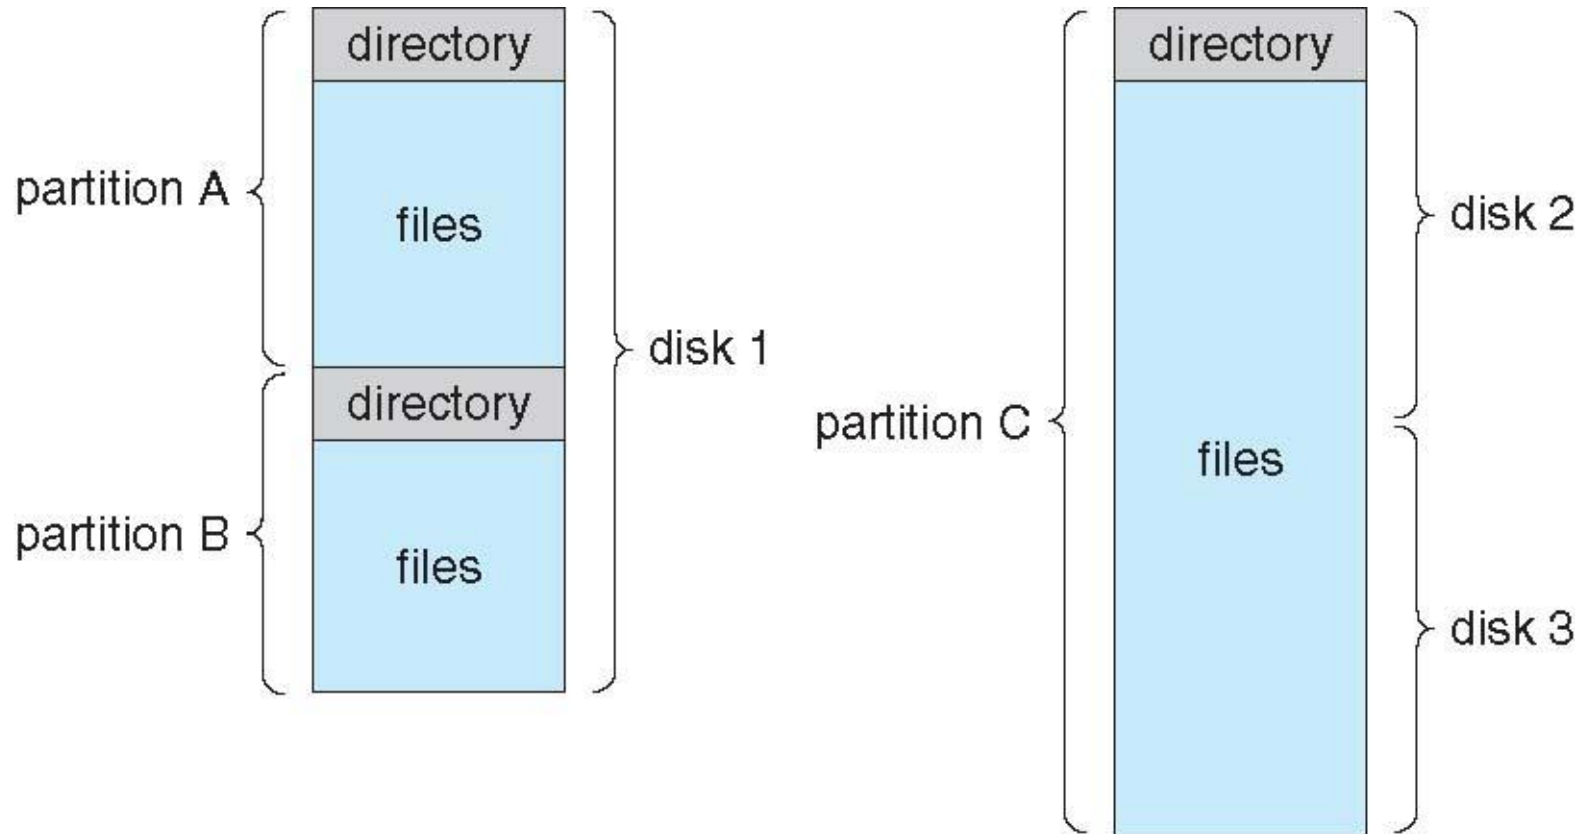 directory
partition A
files
disk 1
directory
partition B
files
directory
disk 2
partition C
files
disk 3